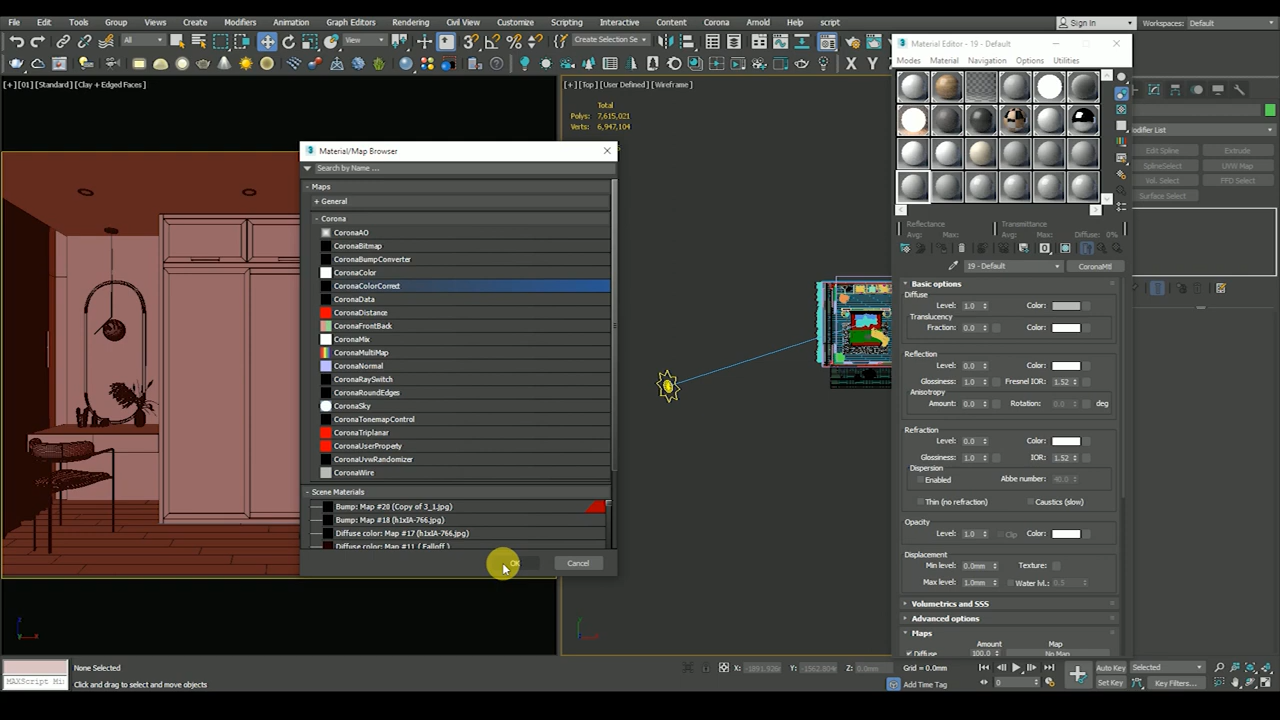 File Edit Tools Group Views Create Modifiers Animation Graph Editors Rendering Civil View Customize Scripting Interactive Content Corona Arnold Help script
Sign In Workspaces: Default
All View Create Selection Se
[+][01] [Standard] [Clay + Edged Faces]
[+] [Top] [User Defined] [Wireframe]
Total
Polys: 7,615,021
Verts: 6,947,104
Material/Map Browser
Search by Name ...
- Maps
+ General
- Corona
CoronaAO
CoronaBitmap
CoronaBumpConverter
CoronaColor
CoronaColorCorrect
CoronaData
CoronaDistance
CoronaFrontBack
CoronaMix
CoronaMultiMap
CoronaNormal
CoronaRaySwitch
CoronaRoundEdges
CoronaSky
CoronaTonemapControl
CoronaTriplanar
CoronaUserProperty
CoronaUvwRandomizer
CoronaWire
- Scene Materials
Bump: Map #20 (Copy of 3_1.jpg)
Bump: Map #18 (h1xIA-766.jpg)
Diffuse color: Map #17 (h1xIA-766.jpg)
Diffuse color: Map #11 ( Falloff )
OK Cancel
Material Editor - 19 - Default
Modes Material Navigation Options Utilities
Reflectance Transmittance
Avg: Max: Avg: Max: Diffuse: 0%
19 - Default CoronaMtl
Basic options
Diffuse
Level: 1.0 Color:
Translucency
Fraction: 0.0 Color:
Reflection
Level: 0.0 Color:
Glossiness: 1.0 Fresnel IOR: 1.52
Anisotropy
Amount: 0.0 Rotation: 0.0 deg
Refraction
Level: 0.0 Color:
Glossiness: 1.0 IOR: 1.52
Dispersion
Enabled Abbe number: 40.0
Thin (no refraction) Caustics (slow)
Opacity
Level: 1.0 Clip Color:
Displacement
Min level: 0.0mm Texture:
Max level: 1.0mm Water lvl.: 0.5
Volumetrics and SSS
Advanced options
Maps
Amount Map
Diffuse 100.0 No Map
odifier List
Edit Spline Extrude
SplineSelect UVW Map
Vol. Select FFD Select
Surface Select
MAXScript Mi
None Selected
Click and drag to select and move objects
X: -1891.926 Y: -1562.804 Z: 0.0mm Grid = 0.0mm
Add Time Tag
0
Auto Key Selected
Set Key Key Filters...